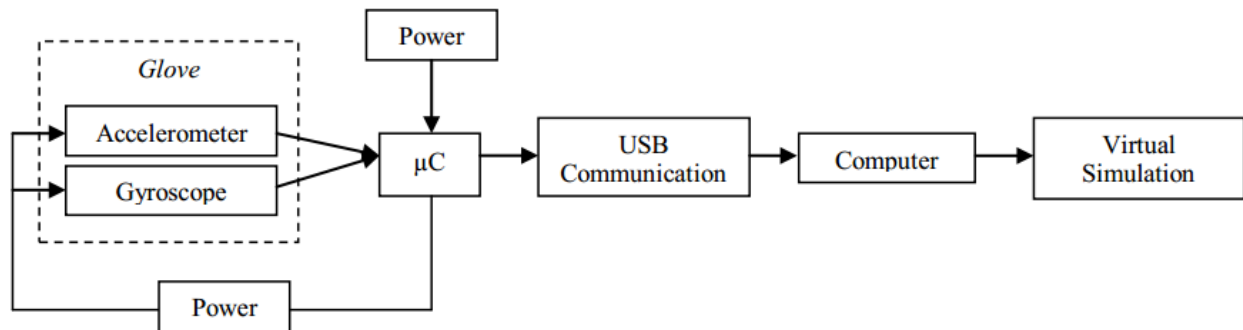 Power
Glove
Accelerometer
Gyroscope
µC
USB
Communication
Computer
Virtual
Simulation
Power